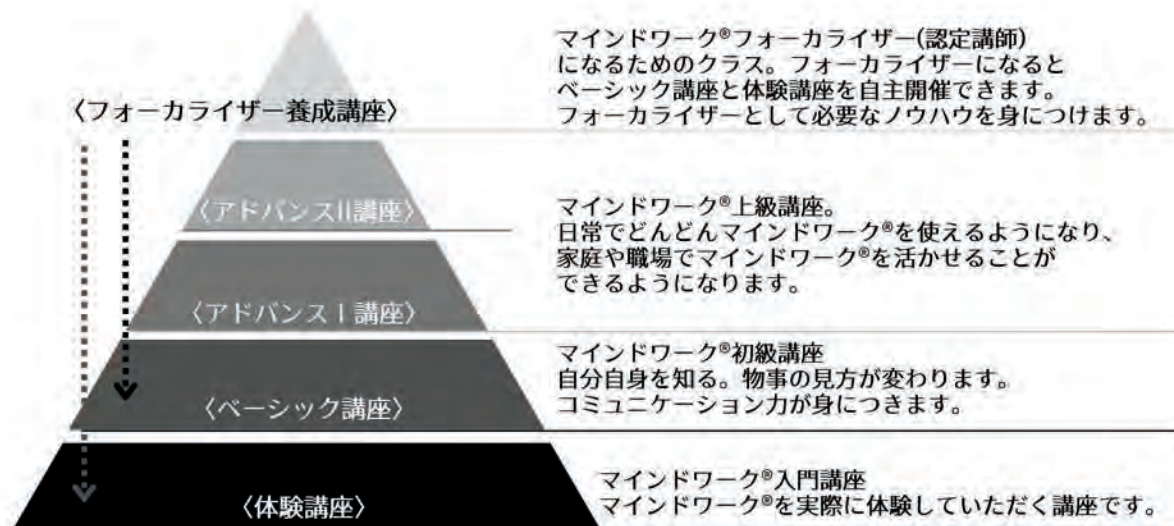 マインドワーク®フォーカライザー(認定講師)
になるためのクラス。フォーカライザーになると
ベーシック講座と体験講座を自主開催できます。
フォーカライザーとして必要なノウハウを身につけます。
〈フォーカライザー養成講座〉
マインドワーク®上級講座。
日常でどんどんマインドワーク®を使えるようになり、
家庭や職場でマインドワーク®を活かせることが
できるようになります。
〈アドバンスII講座〉
〈アドバンスⅠ講座〉
マインドワーク®初級講座
自分自身を知る。物事の見方が変わります。
コミュニケーション力が身につきます。
〈ベーシック講座〉
マインドワーク®入門講座
マインドワーク®を実際に体験していただく講座です。
〈体験講座〉